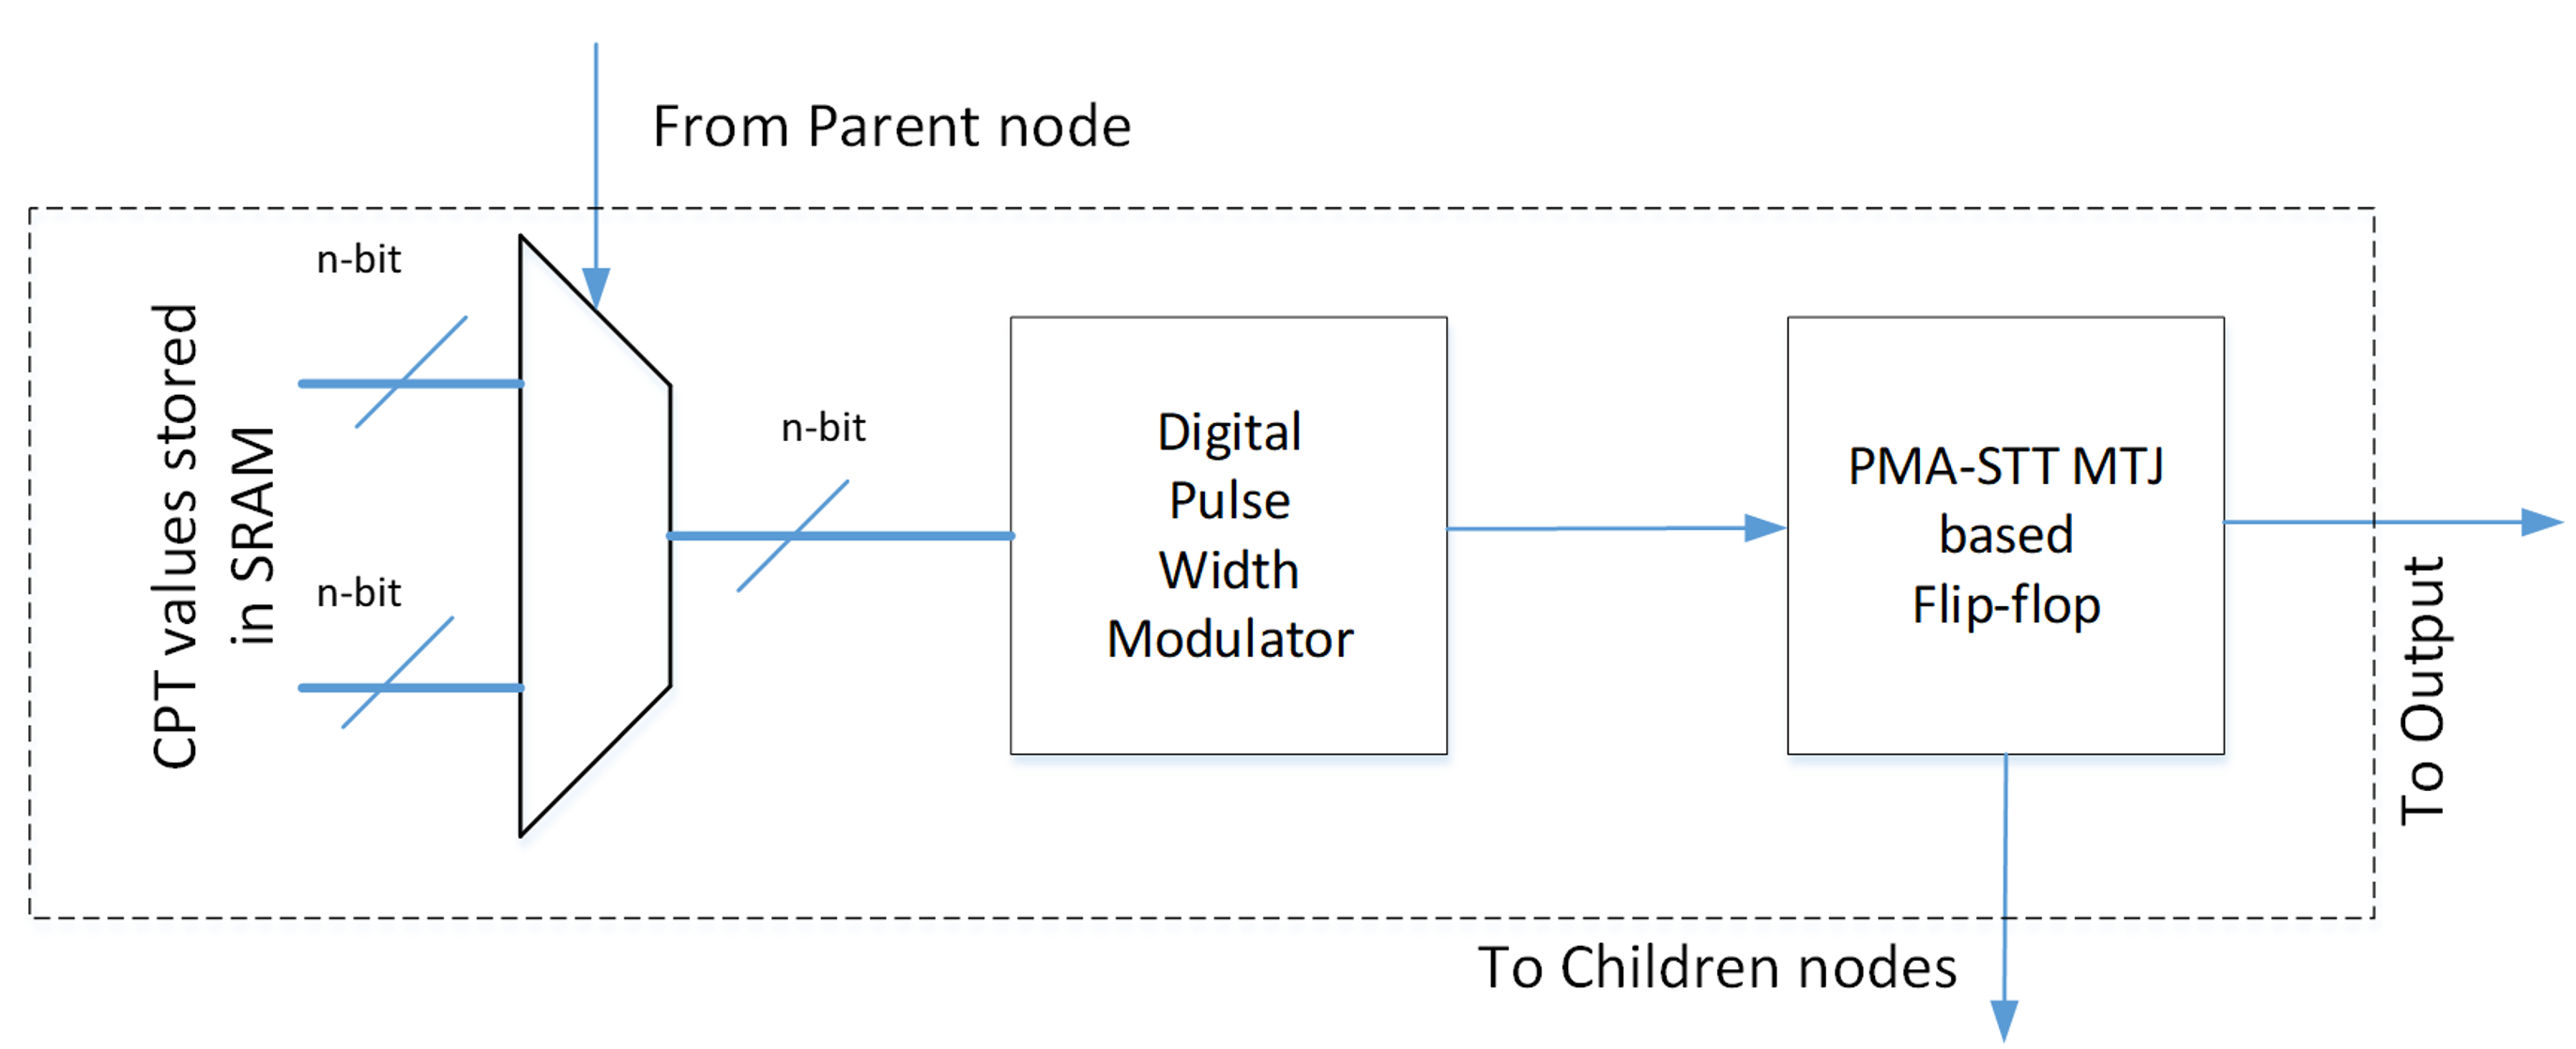 From Parent node
n-bit
CPT values stored
in SRAM
n-bit
n-bit
Digital
Pulse
Width
Modulator
PMA-STT MTJ
based
Flip-flop
To Output
To Children nodes